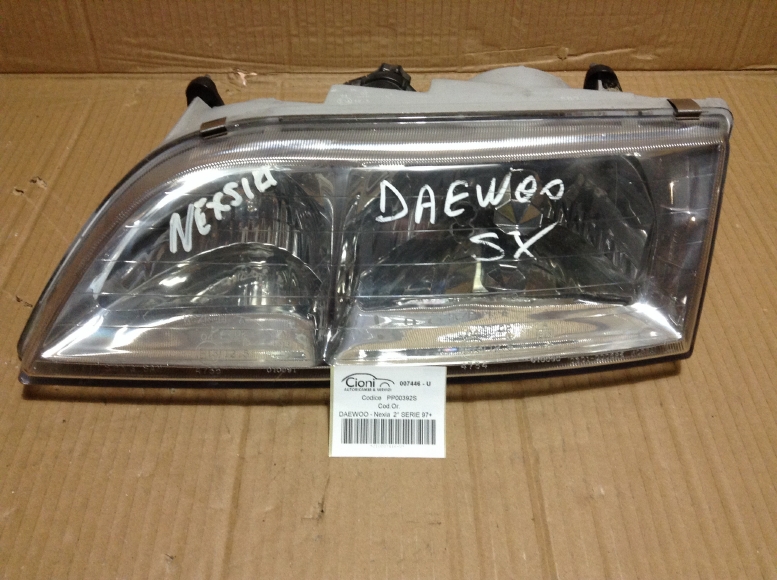 NEXSIA
DAEWOO
SX
Cioni
007446 - U
Codice PP00392S
Cod.Or.
DAEWOO - Nexia 2° SERIE 97+